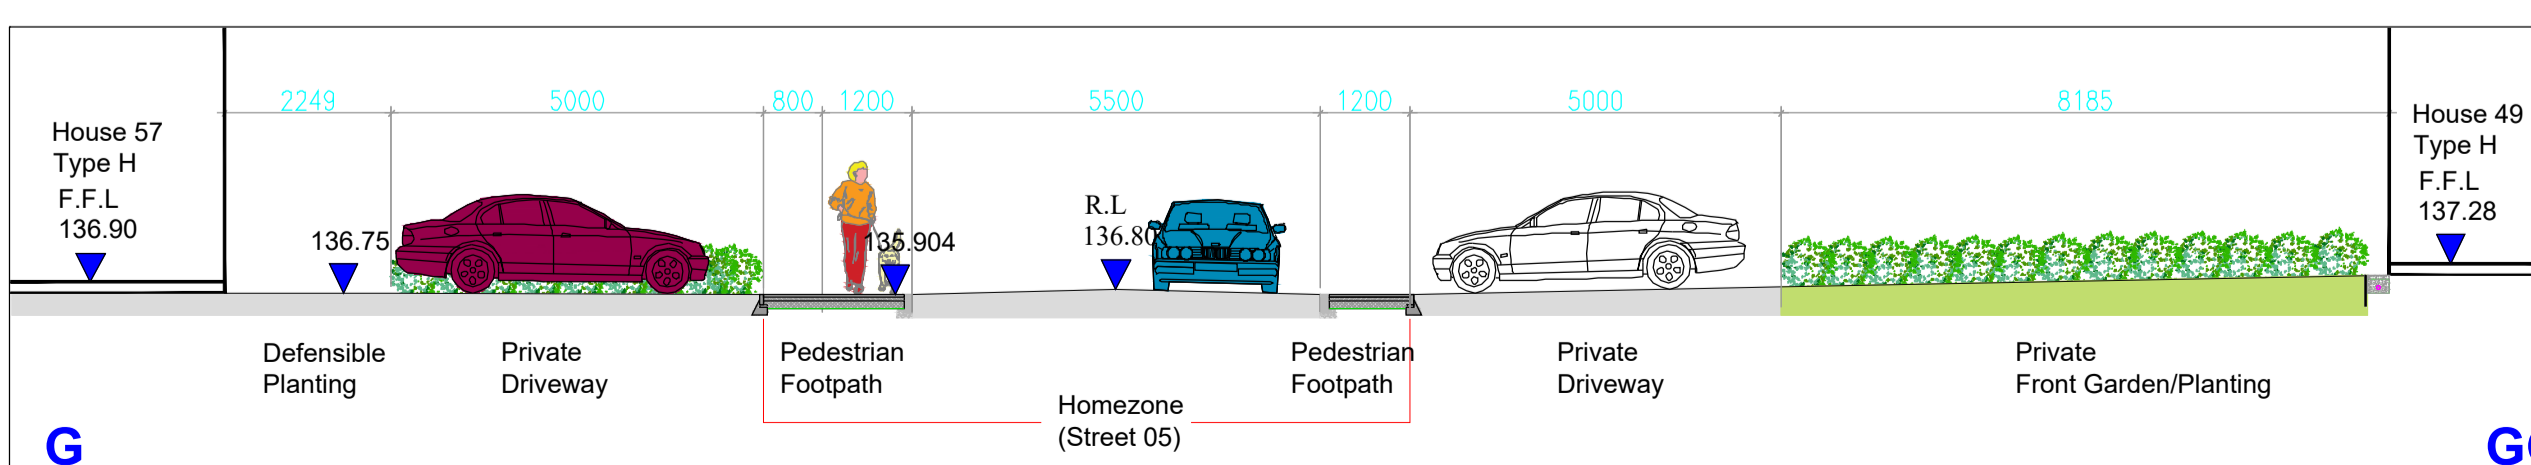 2249
5000
800
1200
5500
1200
5000
8185
House 57
Type H
F.F.L
136.90
136.75
135.904
R.L
136.80
House 49
Type H
F.F.L
137.28
Defensible
Planting
Private
Driveway
Pedestrian
Footpath
Homezone
(Street 05)
Pedestrian
Footpath
Private
Driveway
Private
Front Garden/Planting
G